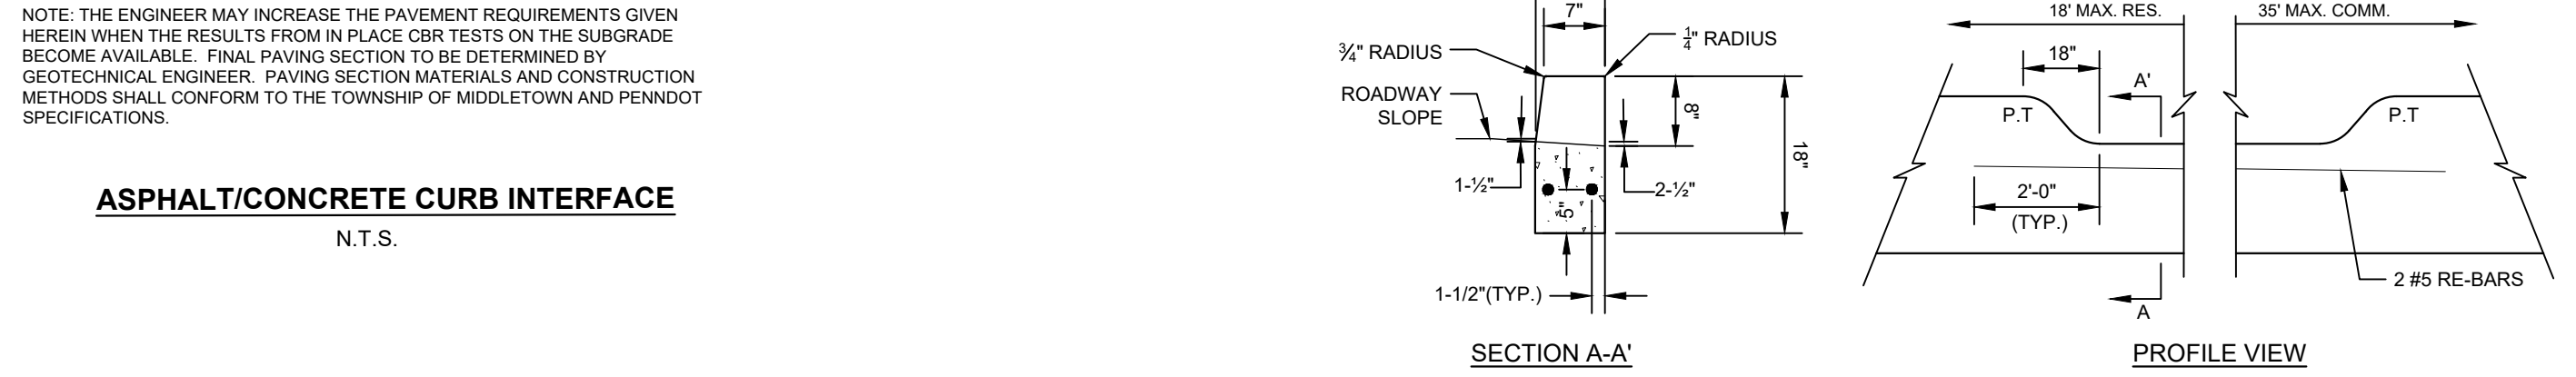 NOTE: THE ENGINEER MAY INCREASE THE PAVEMENT REQUIREMENTS GIVEN
HEREIN WHEN THE RESULTS FROM IN PLACE CBR TESTS ON THE SUBGRADE
BECOME AVAILABLE. FINAL PAVING SECTION TO BE DETERMINED BY
GEOTECHNICAL ENGINEER. PAVING SECTION MATERIALS AND CONSTRUCTION
METHODS SHALL CONFORM TO THE TOWNSHIP OF MIDDLETOWN AND PENNDOT
SPECIFICATIONS.
ASPHALT/CONCRETE CURB INTERFACE
N.T.S.
7"
¾" RADIUS
¼" RADIUS
ROADWAY
SLOPE
8"
18"
1-½"
2-½"
5"
1-1/2"(TYP.)
SECTION A-A'
18' MAX. RES.
35' MAX. COMM.
18"
A'
P.T
P.T
2'-0"
(TYP.)
2 #5 RE-BARS
A
PROFILE VIEW